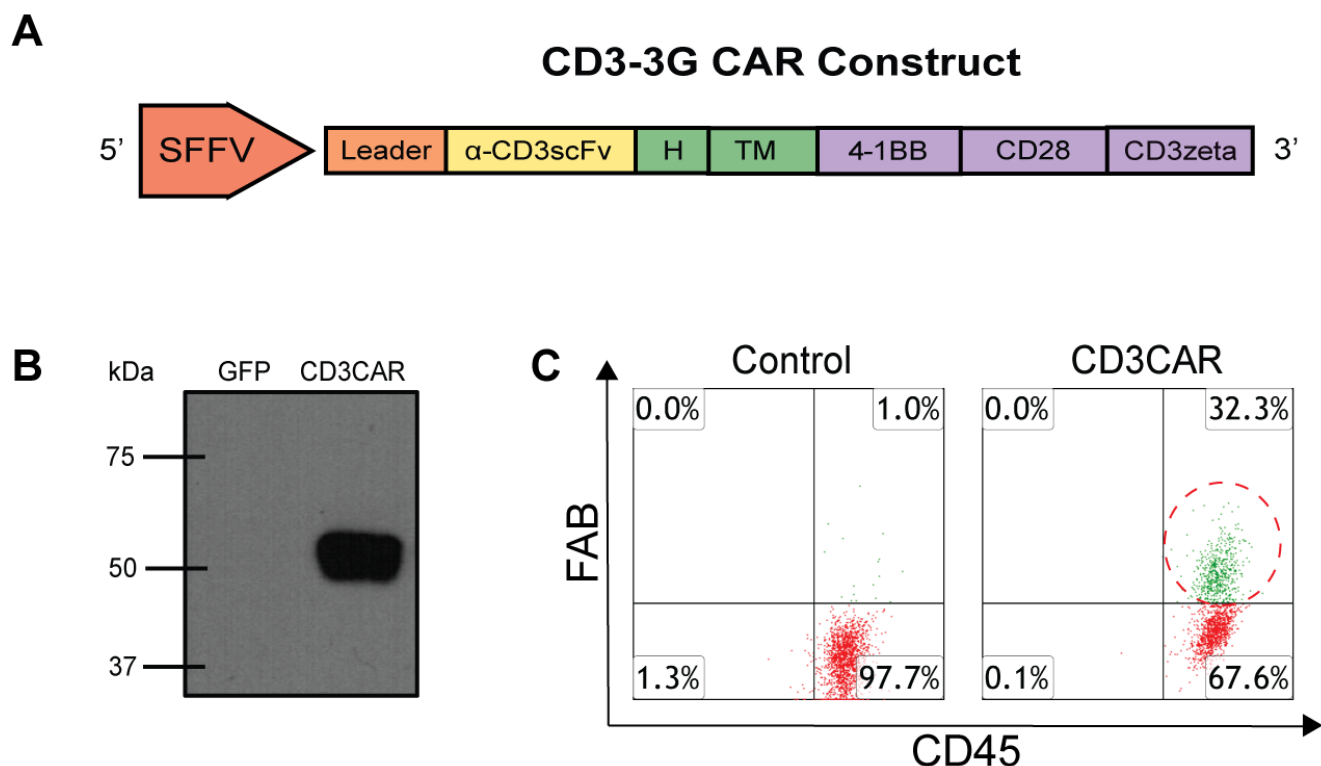 A
CD3-3G CAR Construct
5’ SFFV Leader α-CD3scFv H TM 4-1BB CD28 CD3zeta 3’
B
kDa GFP CD3CAR
75
50
37
C
Control CD3CAR
0.0% 1.0% 0.0% 32.3%
FAB
1.3% 97.7% 0.1% 67.6%
CD45